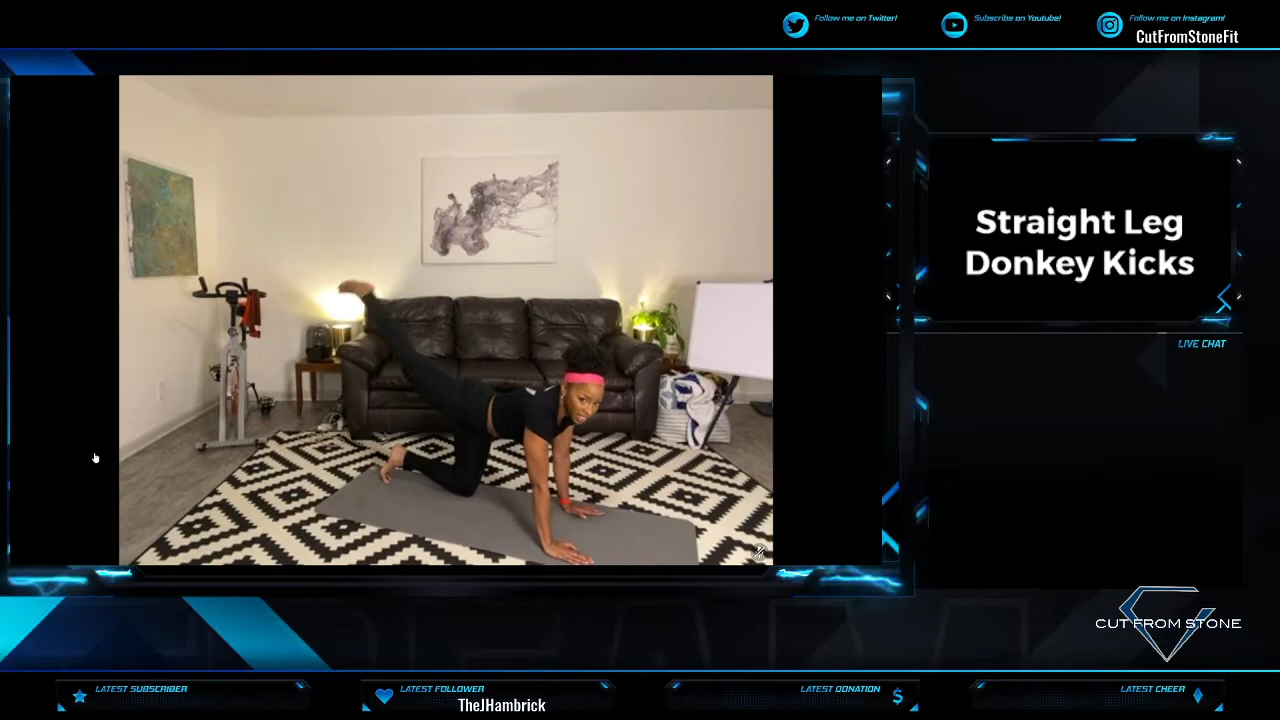 Follow me on Twitter!
Subscribe on Youtube!
Follow me on Instagram!
CutFromStoneFit
Straight Leg
Donkey Kicks
LIVE CHAT
CUT FROM STONE
LATEST SUBSCRIBER
LATEST FOLLOWER
TheJHambrick
LATEST DONATION
$
LATEST CHEER